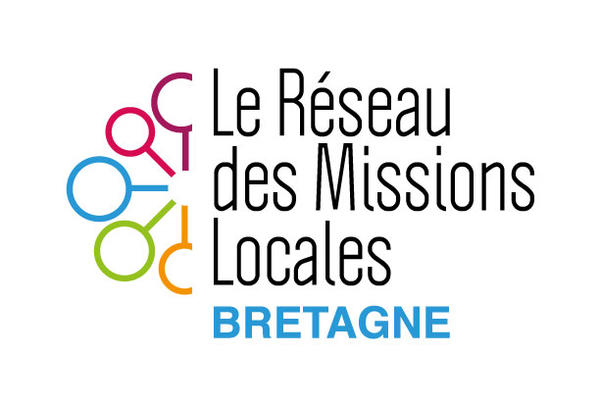 Le Réseau
des Missions
Locales
BRETAGNE